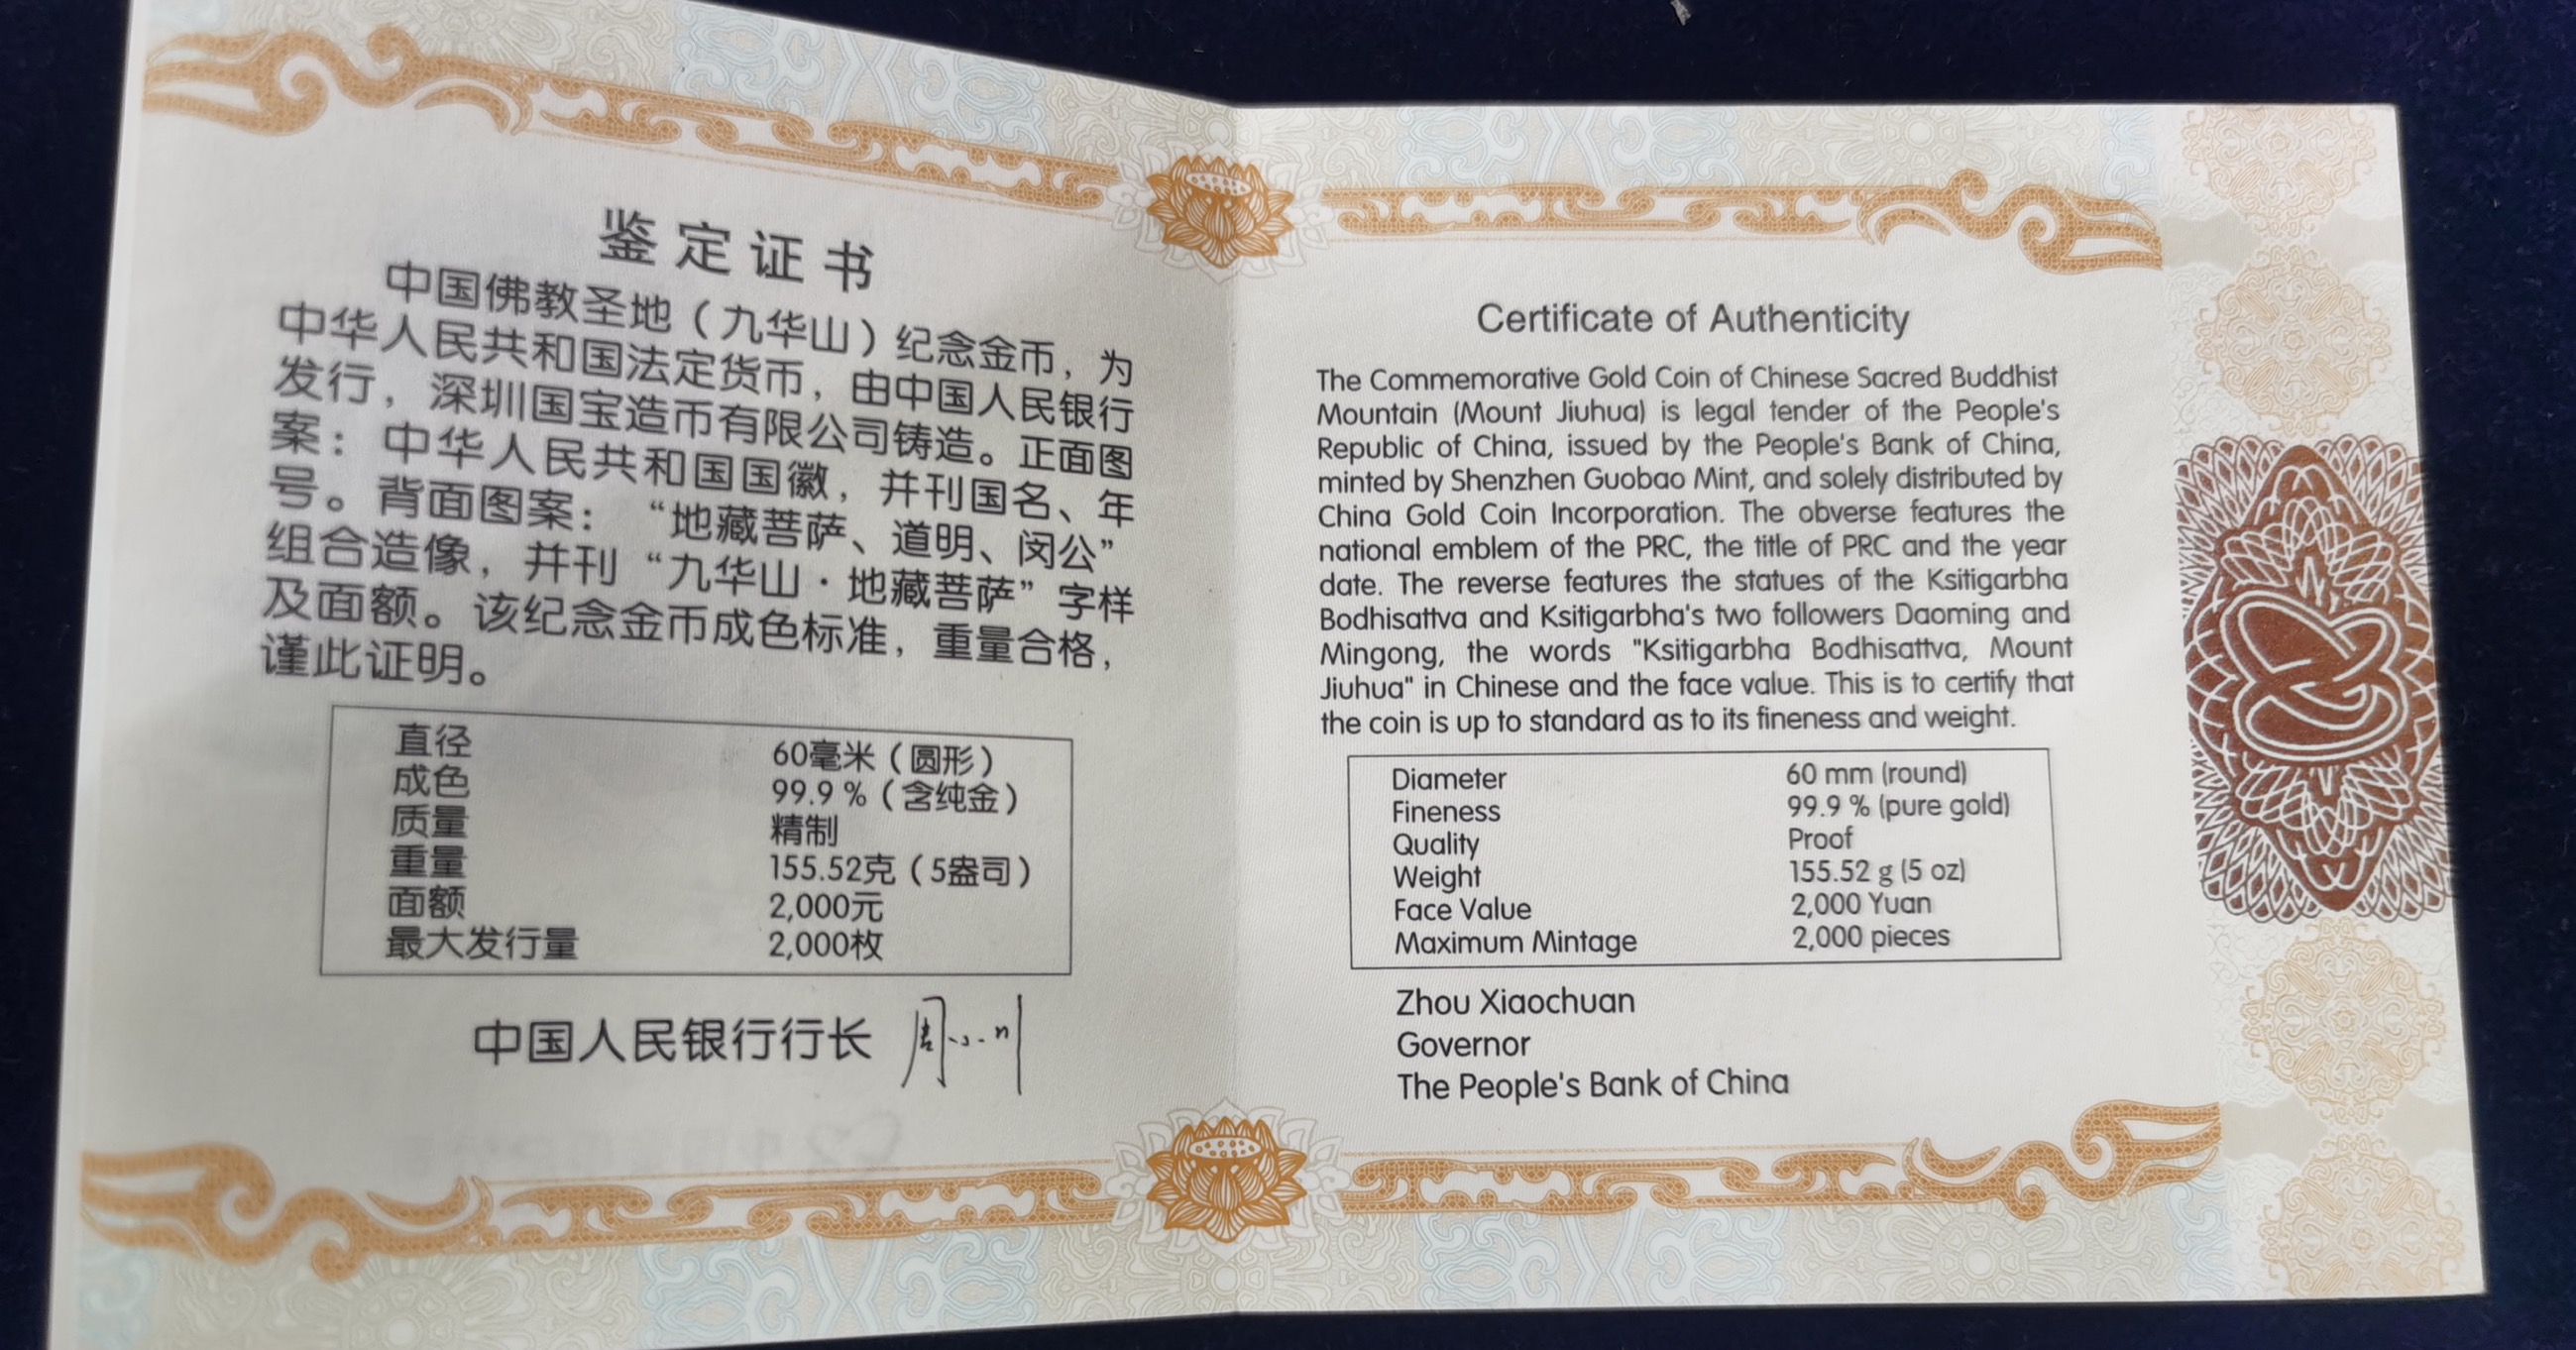 鉴定证书
中国佛教圣地（九华山）纪念金币，为
中华人民共和国法定货币，由中国人民银行
发行，深圳国宝造币有限公司铸造。正面图
案：中华人民共和国国徽，并刊国名、年
号。背面图案：“地藏菩萨、道明、闵公”
组合造像，并刊“九华山·地藏菩萨”字样
及面额。该纪念金币成色标准，重量合格，
谨此证明。
直径 60毫米（圆形）
成色 99.9 %（含纯金）
质量 精制
重量 155.52克（5盎司）
面额 2,000元
最大发行量 2,000枚
中国人民银行行长 周小川
Certificate of Authenticity
The Commemorative Gold Coin of Chinese Sacred Buddhist
Mountain (Mount Jiuhua) is legal tender of the People's
Republic of China, issued by the People's Bank of China,
minted by Shenzhen Guobao Mint, and solely distributed by
China Gold Coin Incorporation. The obverse features the
national emblem of the PRC, the title of PRC and the year
date. The reverse features the statues of the Ksitigarbha
Bodhisattva and Ksitigarbha's two followers Daoming and
Mingong, the words "Ksitigarbha Bodhisattva, Mount
Jiuhua" in Chinese and the face value. This is to certify that
the coin is up to standard as to its fineness and weight.
Diameter 60 mm (round)
Fineness 99.9 % (pure gold)
Quality Proof
Weight 155.52 g (5 oz)
Face Value 2,000 Yuan
Maximum Mintage 2,000 pieces
Zhou Xiaochuan
Governor
The People's Bank of China